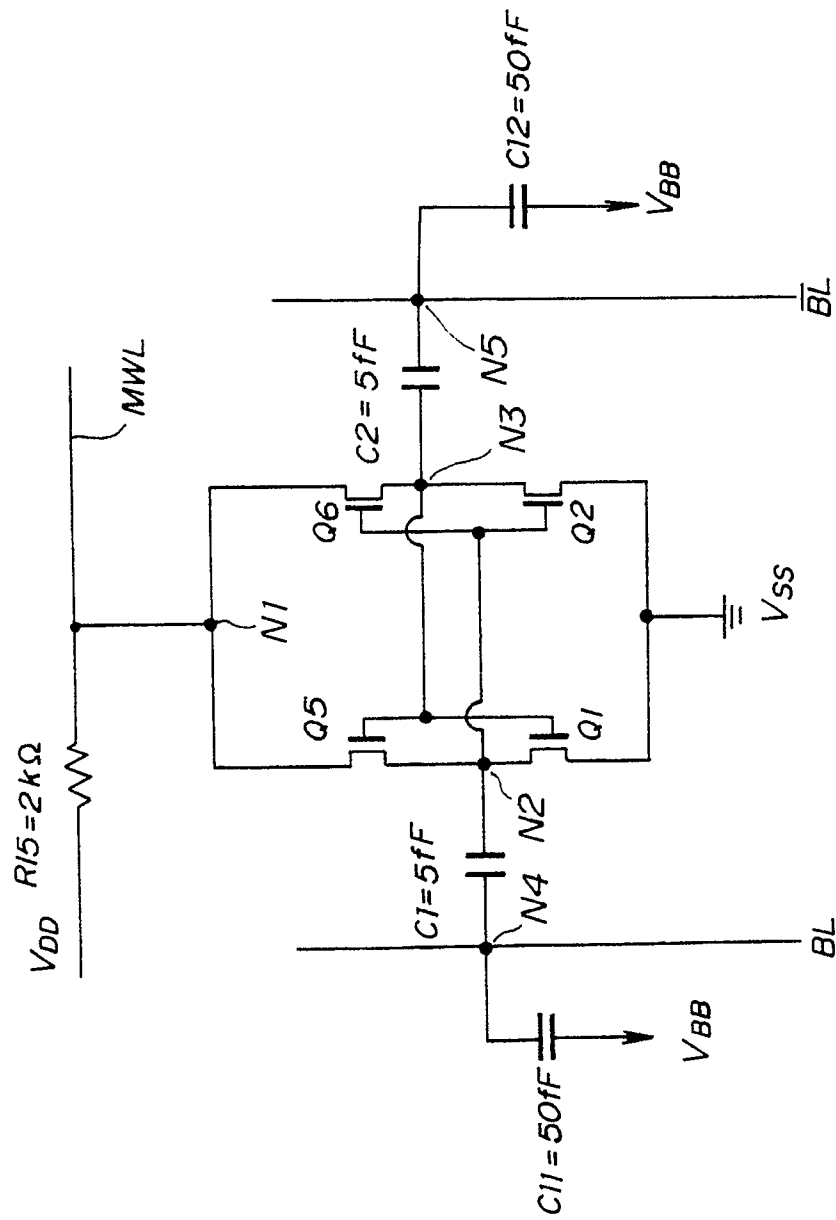 V_DD R15=2kΩ
MWL
N1
Q5
Q6
C1=5fF
C2=5fF
C12=50fF
N2
N3
N4
N5
Q1
Q2
C11=50fF
V_BB
V_BB
V_SS
BL
B̅L̅